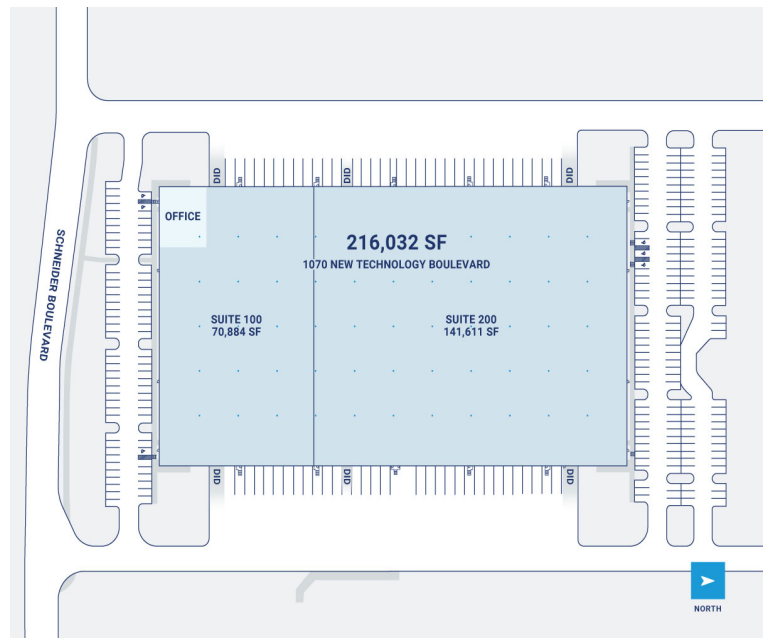 DID
DID
DID
OFFICE
216,032 SF
1070 NEW TECHNOLOGY BOULEVARD
SCHNEIDER BOULEVARD
SUITE 100
70,884 SF
SUITE 200
141,611 SF
DID
DID
DID
NORTH